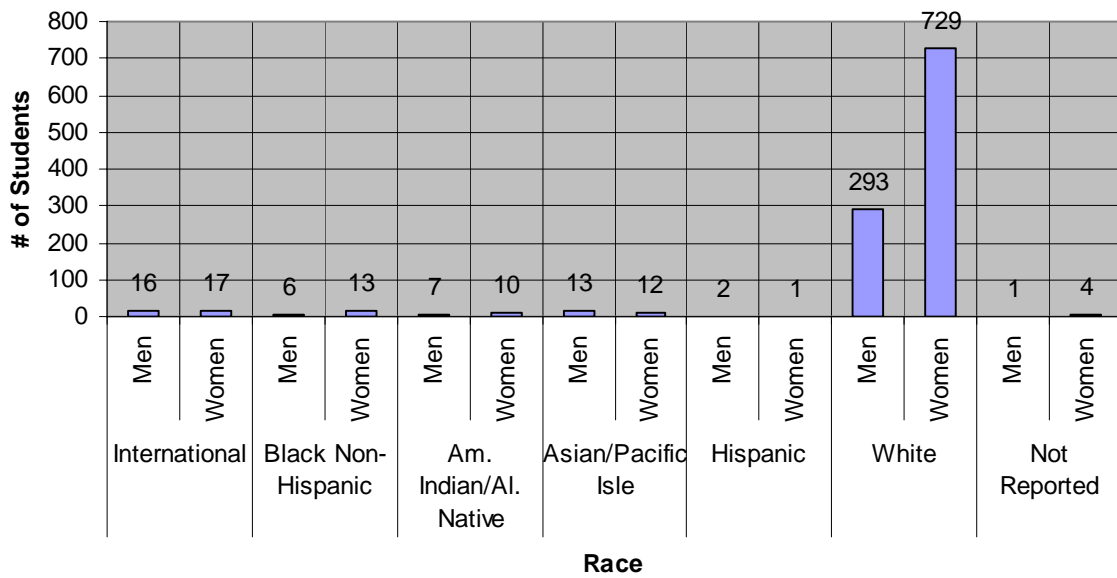 800
700
600
500
400
300
200
100
0
# of Students
16 17 6 13 7 10 13 12 2 1 293 729 1 4
Men Women Men Women Men Women Men Women Men Women Men Women Men Women
International Black Non- Am. Asian/Pacific Hispanic White Not
Hispanic Indian/Al. Isle Reported
Native
Race